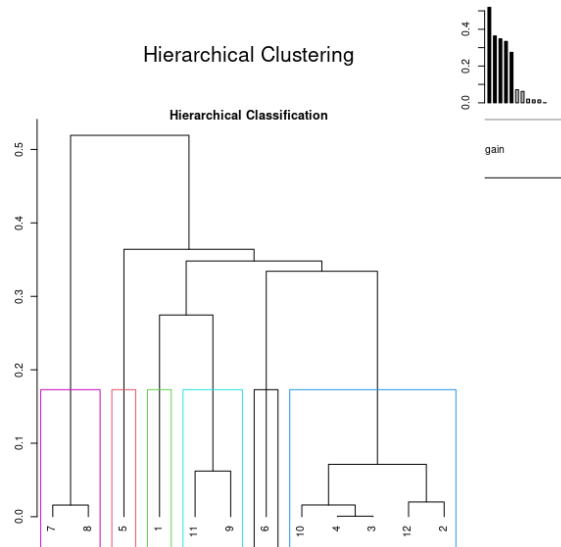 Hierarchical Clustering
0.0 0.2 0.4
gain
Hierarchical Classification
0.0 0.1 0.2 0.3 0.4 0.5
7 8 5 1 11 9 6 10 4 3 12 2